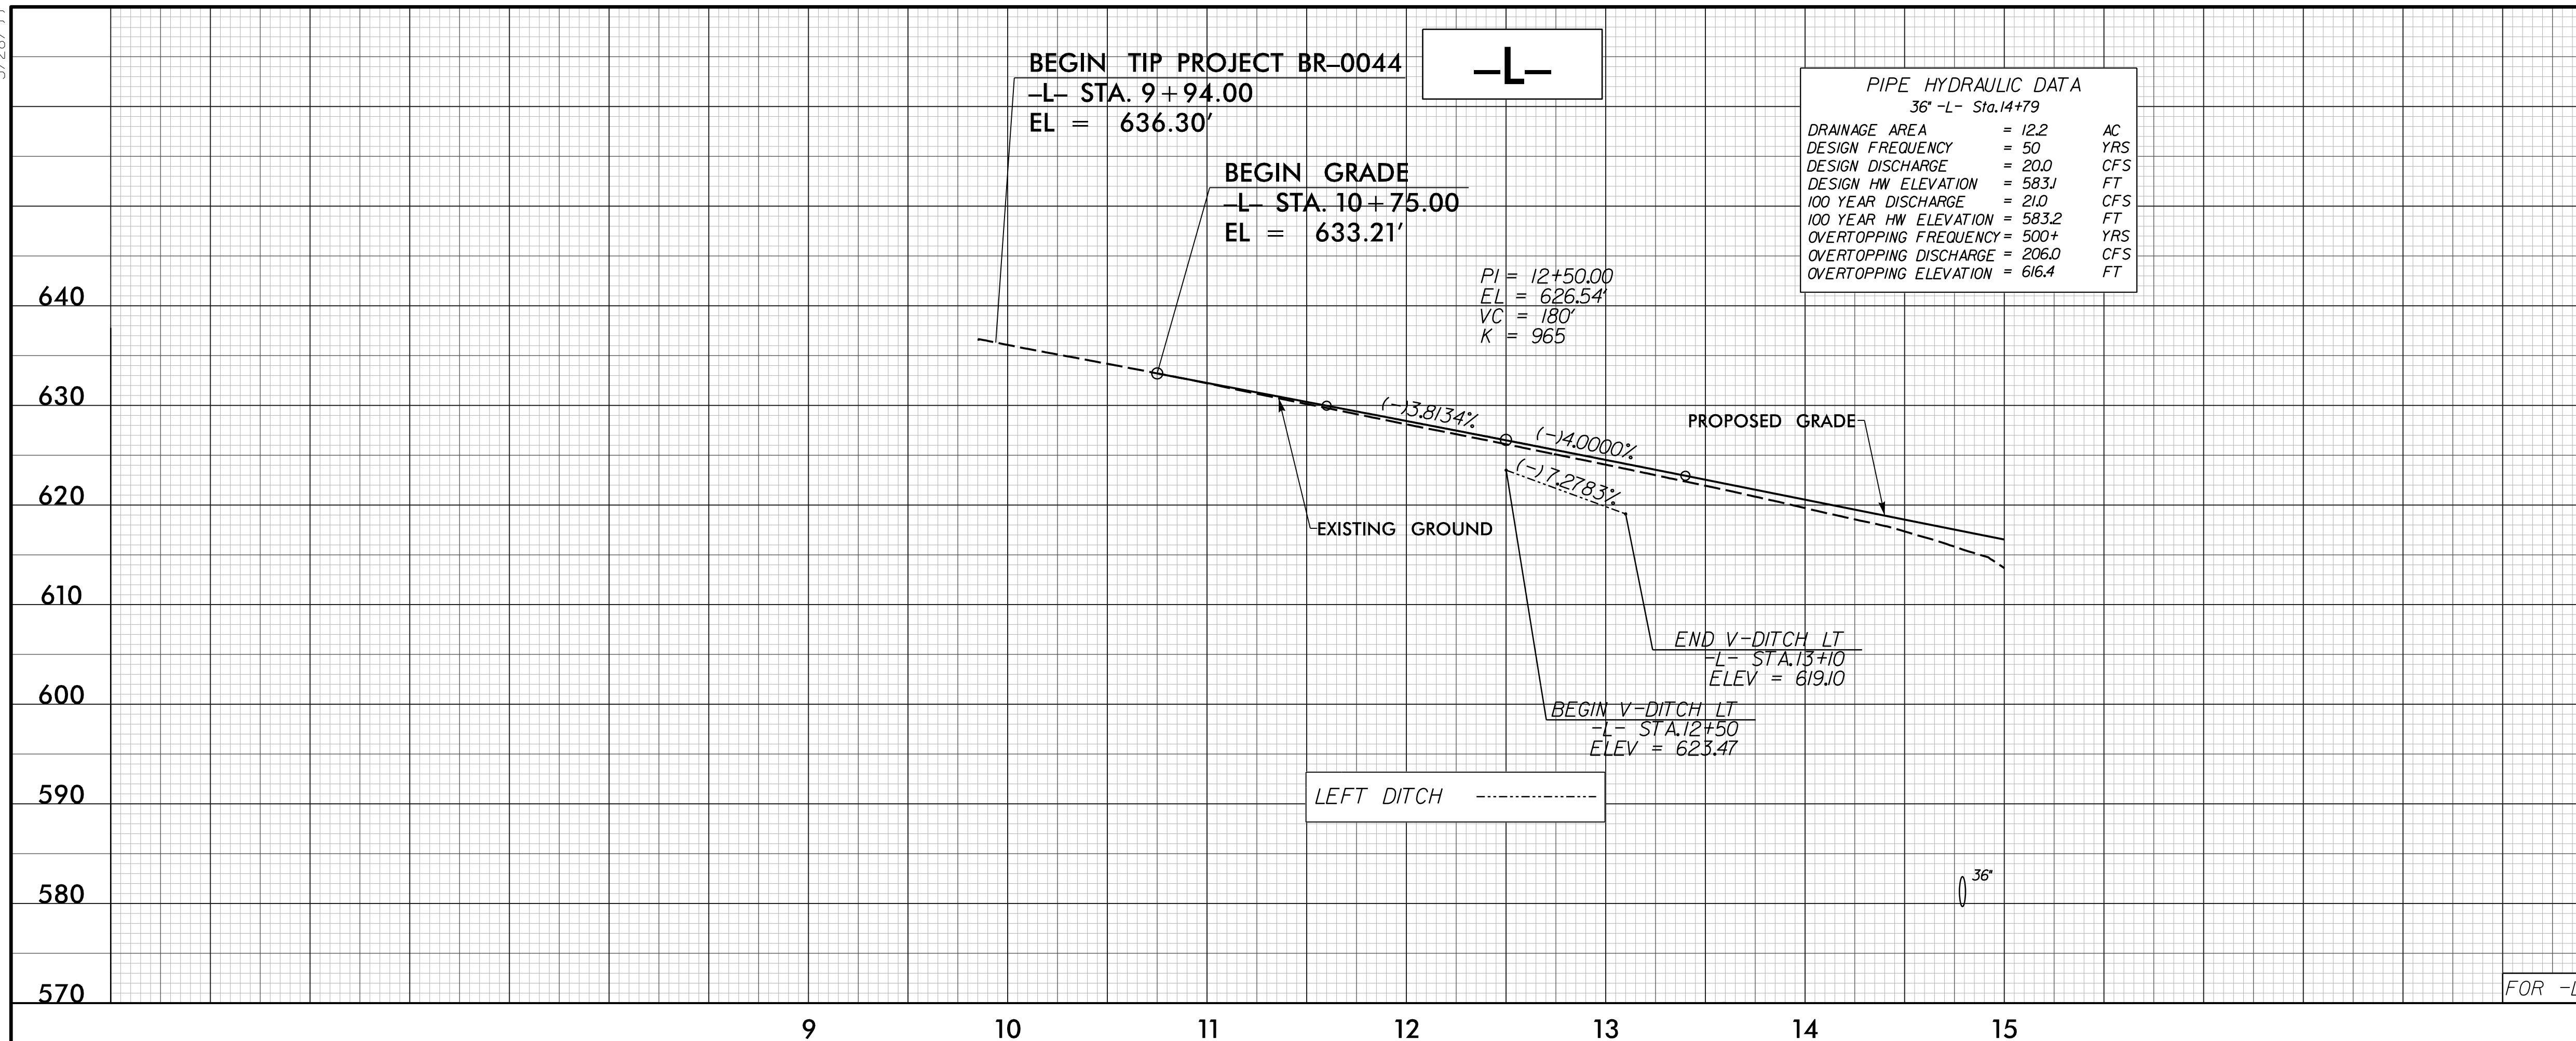 BEGIN TIP PROJECT BR–0044
–L– STA. 9+94.00
EL = 636.30'
–L–
BEGIN GRADE
–L– STA. 10+75.00
EL = 633.21'
PI = 12+50.00
EL = 626.54'
VC = 180'
K = 965
PIPE HYDRAULIC DATA
36" -L- Sta.14+79
DRAINAGE AREA = 12.2 AC
DESIGN FREQUENCY = 50 YRS
DESIGN DISCHARGE = 20.0 CFS
DESIGN HW ELEVATION = 583.1 FT
100 YEAR DISCHARGE = 21.0 CFS
100 YEAR HW ELEVATION = 583.2 FT
OVERTOPPING FREQUENCY = 500+ YRS
OVERTOPPING DISCHARGE = 206.0 CFS
OVERTOPPING ELEVATION = 616.4 FT
640
630
620
610
600
590
580
570
(-)3.8134%
(-)4.0000%
(-)7.2783%
PROPOSED GRADE
EXISTING GROUND
END V-DITCH LT
-L- STA.13+10
ELEV = 619.10
BEGIN V-DITCH LT
-L- STA.12+50
ELEV = 623.47
LEFT DITCH
36"
FOR
9 10 11 12 13 14 15